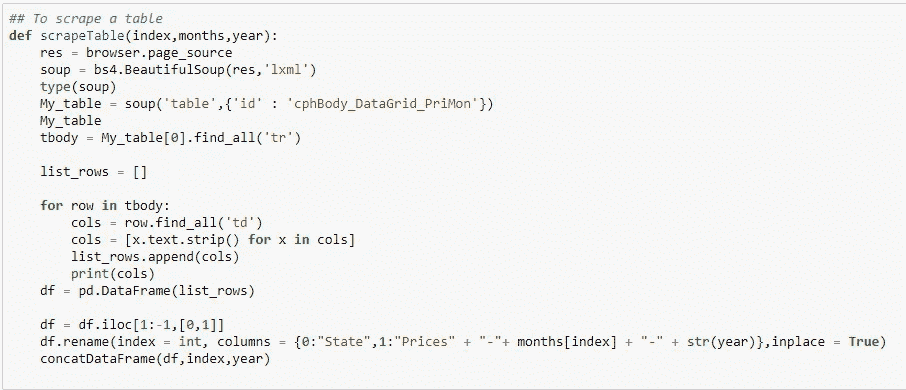 ## To scrape a table
def scrapeTable(index,months,year):
    res = browser.page_source
    soup = bs4.BeautifulSoup(res,'lxml')
    type(soup)
    My_table = soup('table',{'id' : 'cphBody_DataGrid_PriMon'})
    My_table
    tbody = My_table[0].find_all('tr')

    list_rows = []

    for row in tbody:
        cols = row.find_all('td')
        cols = [x.text.strip() for x in cols]
        list_rows.append(cols)
        print(cols)
    df = pd.DataFrame(list_rows)

    df = df.iloc[1:-1,[0,1]]
    df.rename(index = int, columns = {0:"State",1:"Prices" + "-"+ months[index] + "-" + str(year)},inplace = True)
    concatDataFrame(df,index,year)